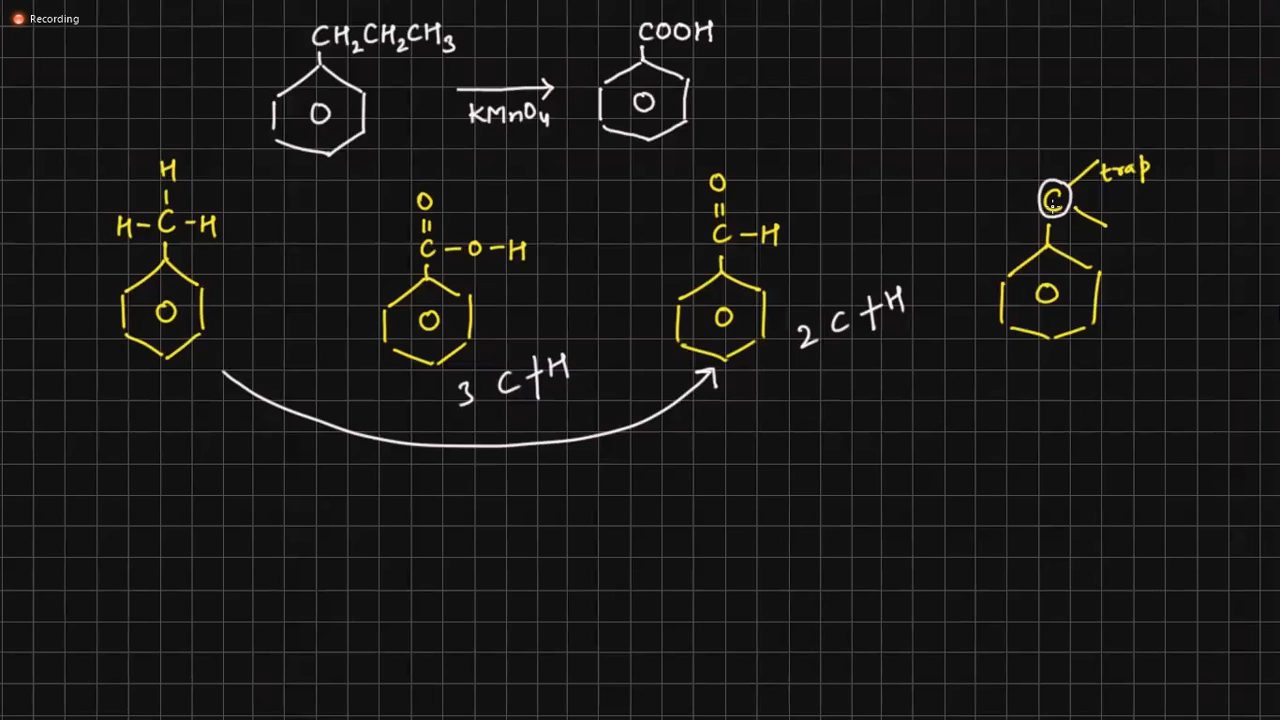 Recording
CH₂CH₂CH₃
COOH
KMnO₄
H
H-C-H
O
C-O-H
O
C-H
C
trap
3 C+H
2 C+H